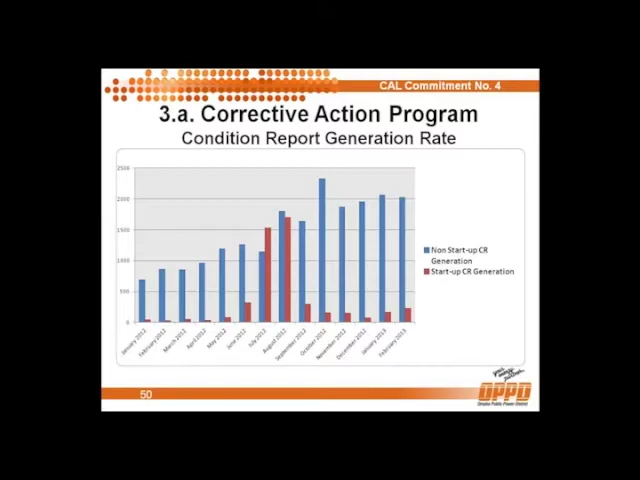 CAL Commitment No. 4
3.a. Corrective Action Program
Condition Report Generation Rate
2500
2000
1500
1000
500
0
January 2012
February 2012
March 2012
April 2012
May 2012
June 2012
July 2012
August 2012
September 2012
October 2012
November 2012
December 2012
January 2013
February 2013
Non Start-up CR
Generation
Start-up CR Generation
50
OPPD
Omaha Public Power District